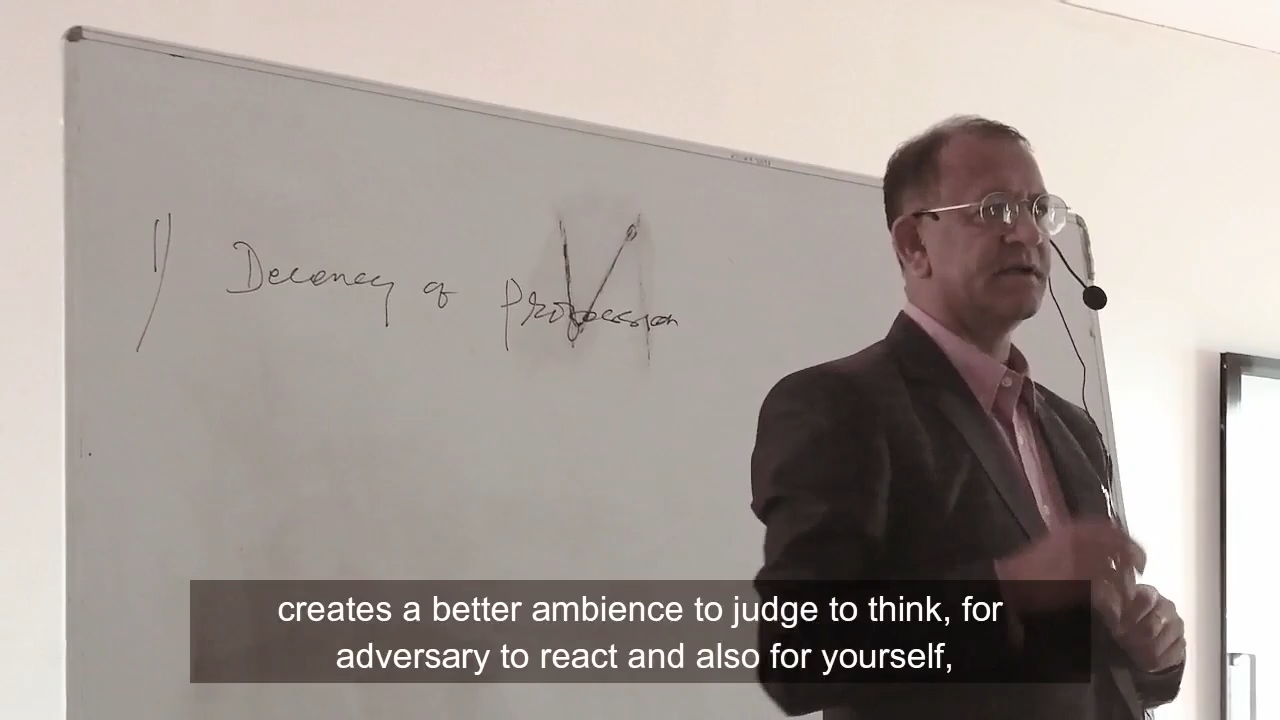 1) Decency of Profession
creates a better ambience to judge to think, for
adversary to react and also for yourself,